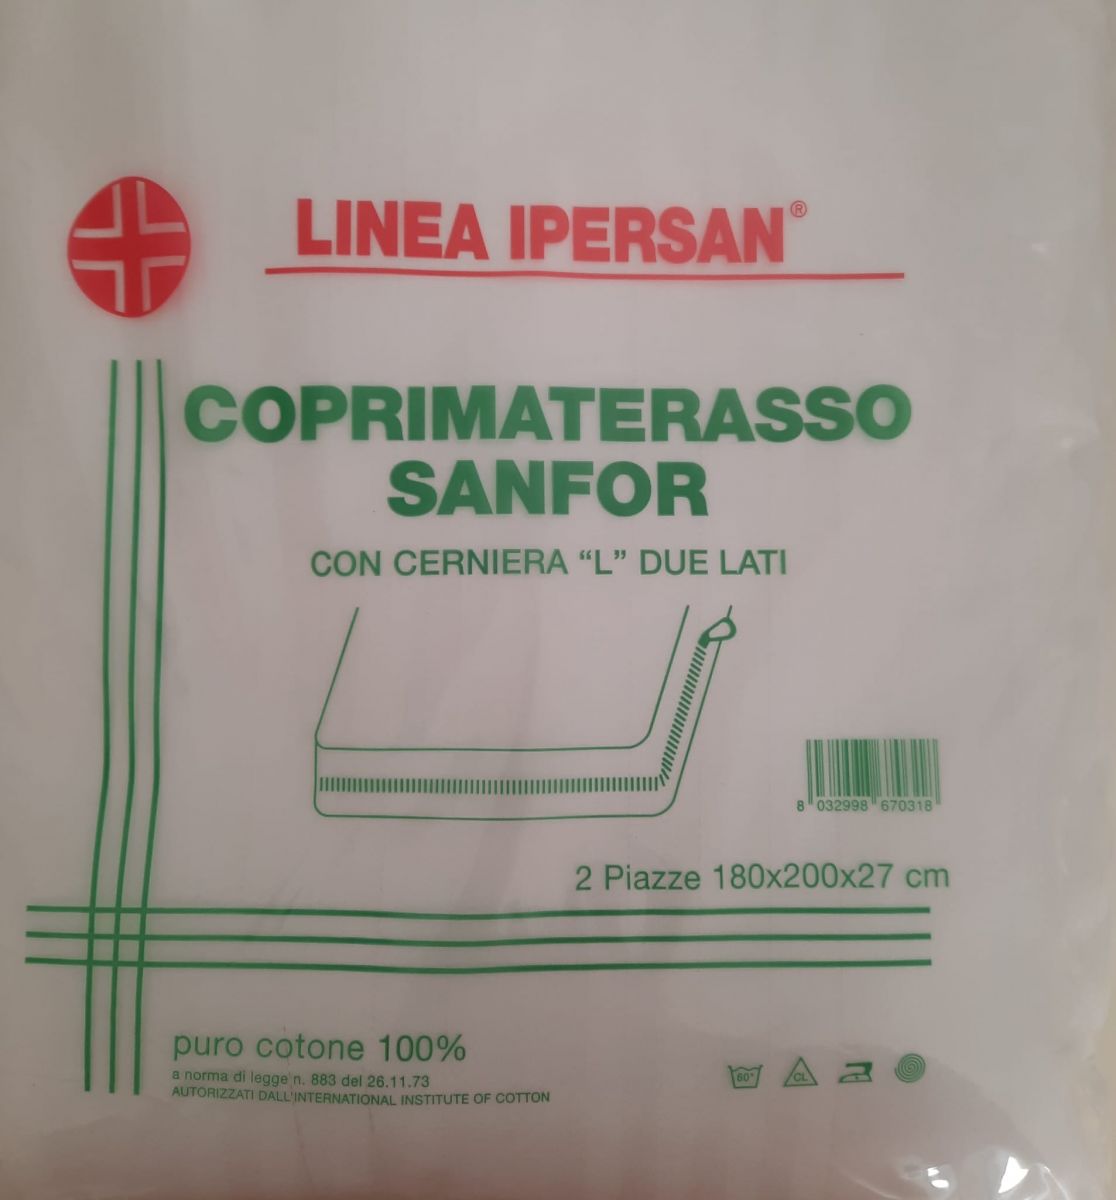 LINEA IPERSAN®
COPRIMATERASSO
SANFOR
CON CERNIERA “L” DUE LATI
8 032998 670318
2 Piazze 180x200x27 cm
puro cotone 100%
a norma di legge n. 883 del 26.11.73
AUTORIZZATI DALL'INTERNATIONAL INSTITUTE OF COTTON
60° CL